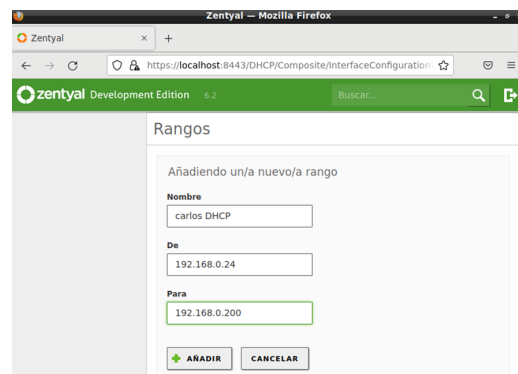 Zentyal — Mozilla Firefox
Zentyal
https://localhost:8443/DHCP/Composite/InterfaceConfiguration
zentyal Development Edition 6.2
Buscar...
Rangos
Añadiendo un/a nuevo/a rango
Nombre
carlos DHCP
De
192.168.0.24
Para
192.168.0.200
AÑADIR CANCELAR